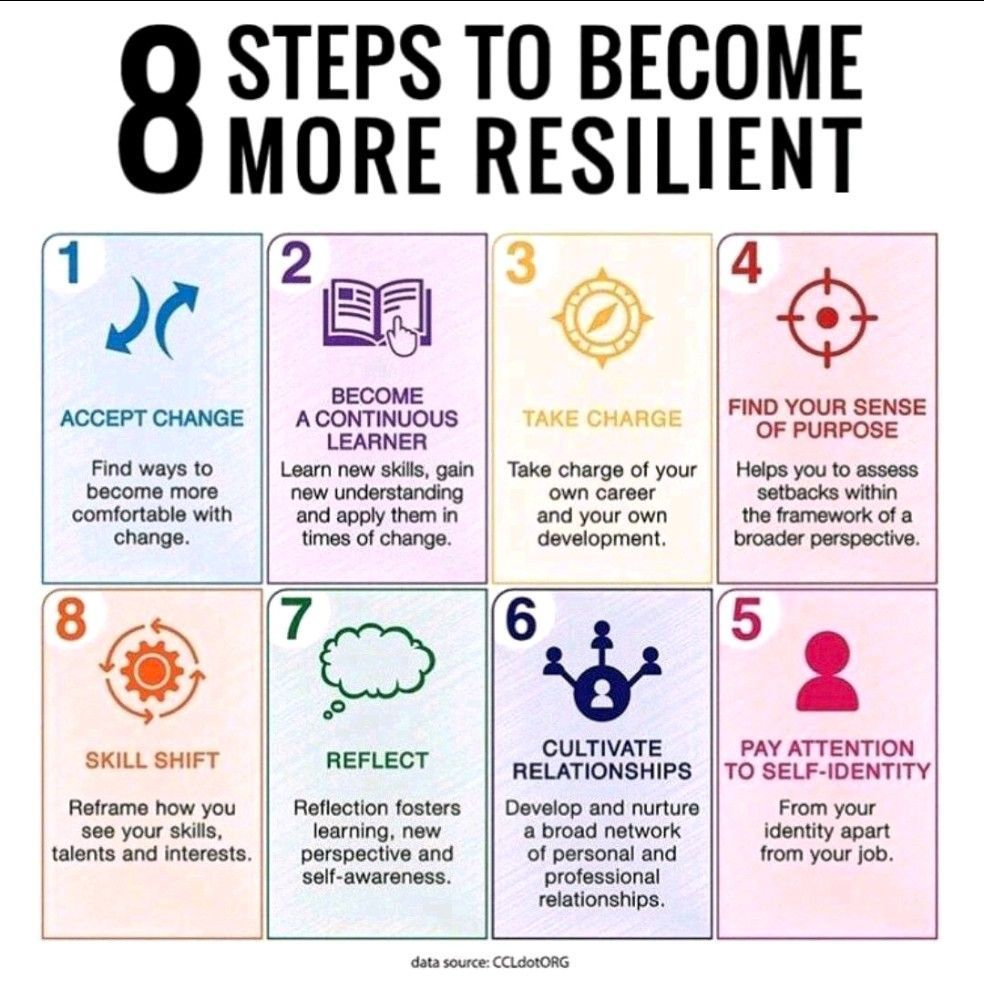 8 STEPS TO BECOME
MORE RESILIENT
1
ACCEPT CHANGE
Find ways to
become more
comfortable with
change.
2
BECOME
A CONTINUOUS
LEARNER
Learn new skills, gain
new understanding
and apply them in
times of change.
3
TAKE CHARGE
Take charge of your
own career
and your own
development.
4
FIND YOUR SENSE
OF PURPOSE
Helps you to assess
setbacks within
the framework of a
broader perspective.
8
SKILL SHIFT
Reframe how you
see your skills,
talents and interests.
7
REFLECT
Reflection fosters
learning, new
perspective and
self-awareness.
6
CULTIVATE
RELATIONSHIPS
Develop and nurture
a broad network
of personal and
professional
relationships.
5
PAY ATTENTION
TO SELF-IDENTITY
From your
identity apart
from your job.
data source: CCLdotORG